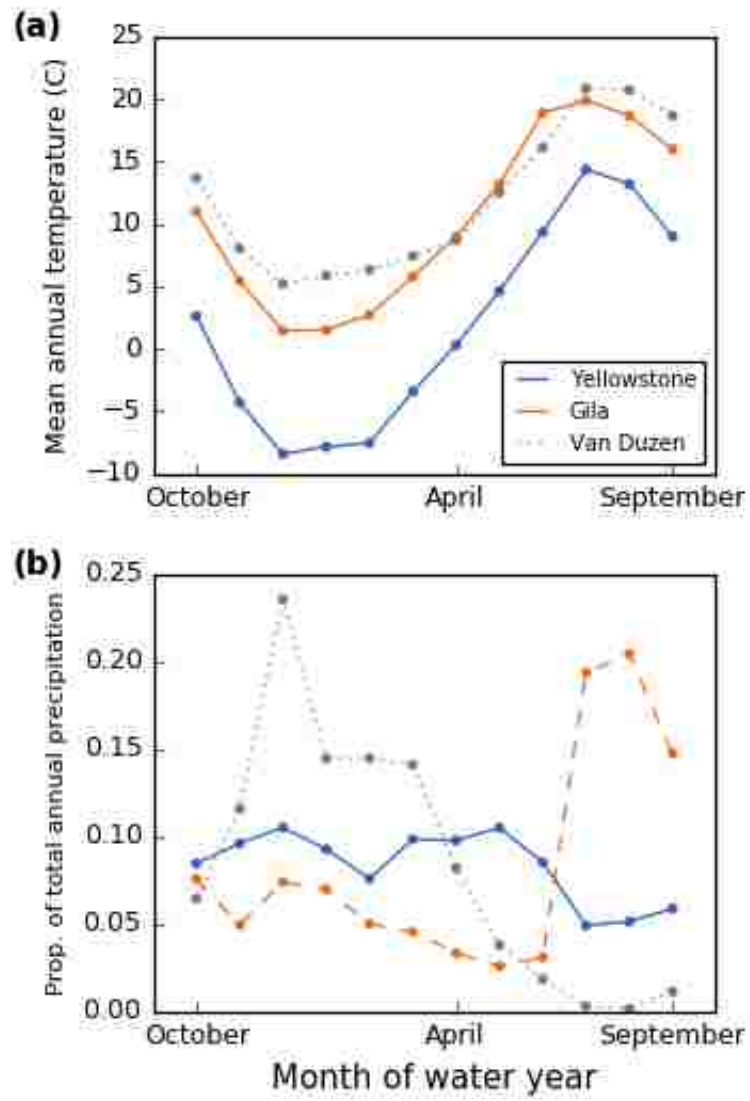 (a)
Mean annual temperature (C)
25
20
15
10
5
0
−5
−10
October
April
September
Yellowstone
Gila
Van Duzen
(b)
Prop. of total annual precipitation
0.25
0.20
0.15
0.10
0.05
0.00
October
April
September
Month of water year